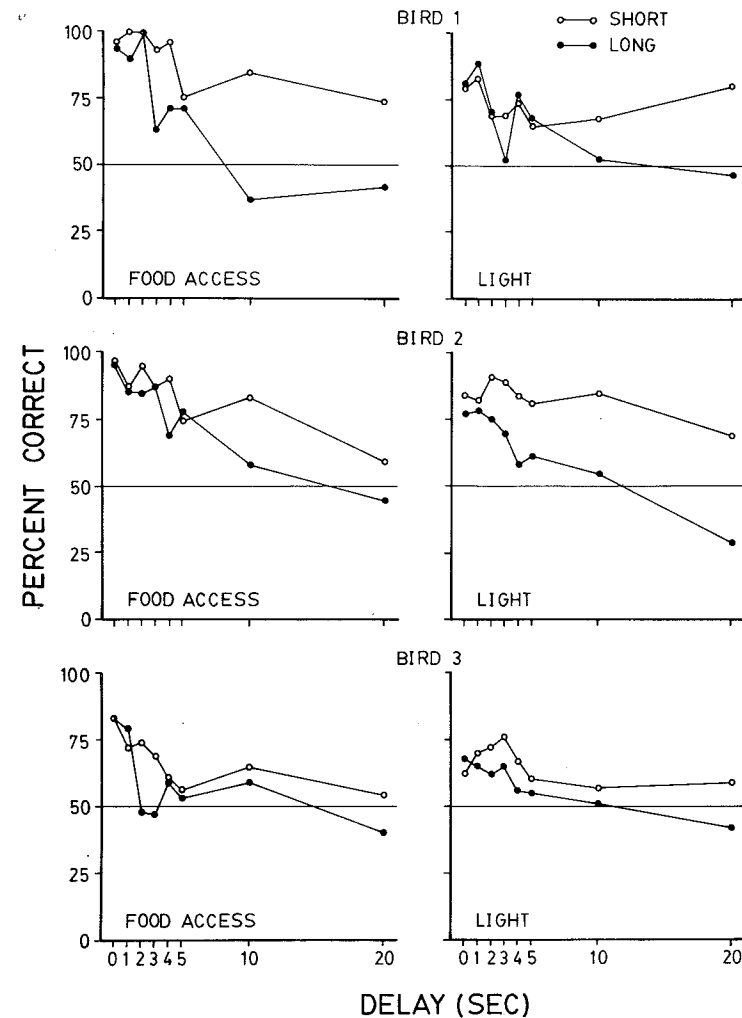 BIRD 1
SHORT
LONG
100
75
50
25
0
FOOD ACCESS
LIGHT
BIRD 2
100
75
50
25
0
FOOD ACCESS
LIGHT
BIRD 3
100
75
50
25
0
FOOD ACCESS
LIGHT
0 1 2 3 4 5 10 20
0 1 2 3 4 5 10 20
PERCENT CORRECT
DELAY (SEC)